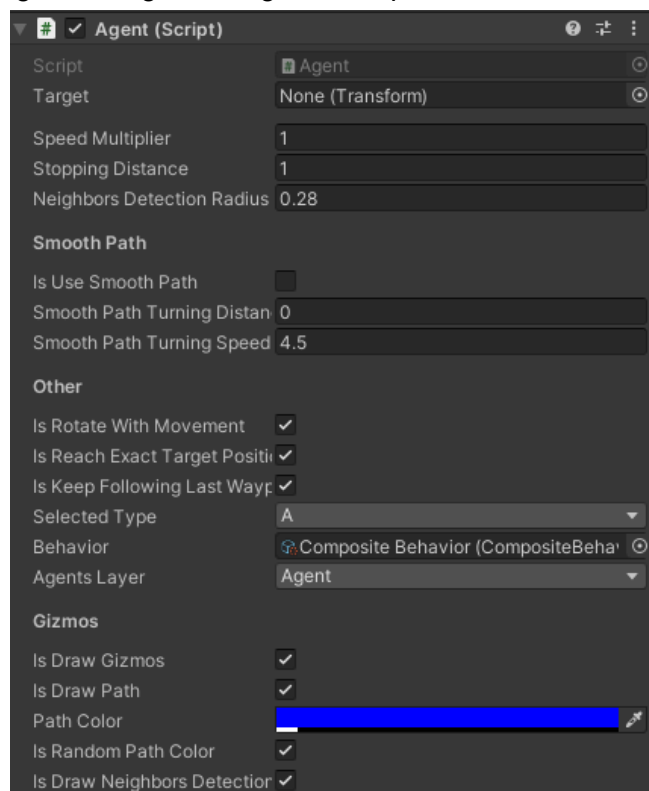 # Agent (Script)
Script Agent
Target None (Transform)
Speed Multiplier 1
Stopping Distance 1
Neighbors Detection Radius 0.28
Smooth Path
Is Use Smooth Path
Smooth Path Turning Distan 0
Smooth Path Turning Speed 4.5
Other
Is Rotate With Movement
Is Reach Exact Target Positi
Is Keep Following Last Wayp
Selected Type A
Behavior Composite Behavior (CompositeBehav
Agents Layer Agent
Gizmos
Is Draw Gizmos
Is Draw Path
Path Color
Is Random Path Color
Is Draw Neighbors Detection